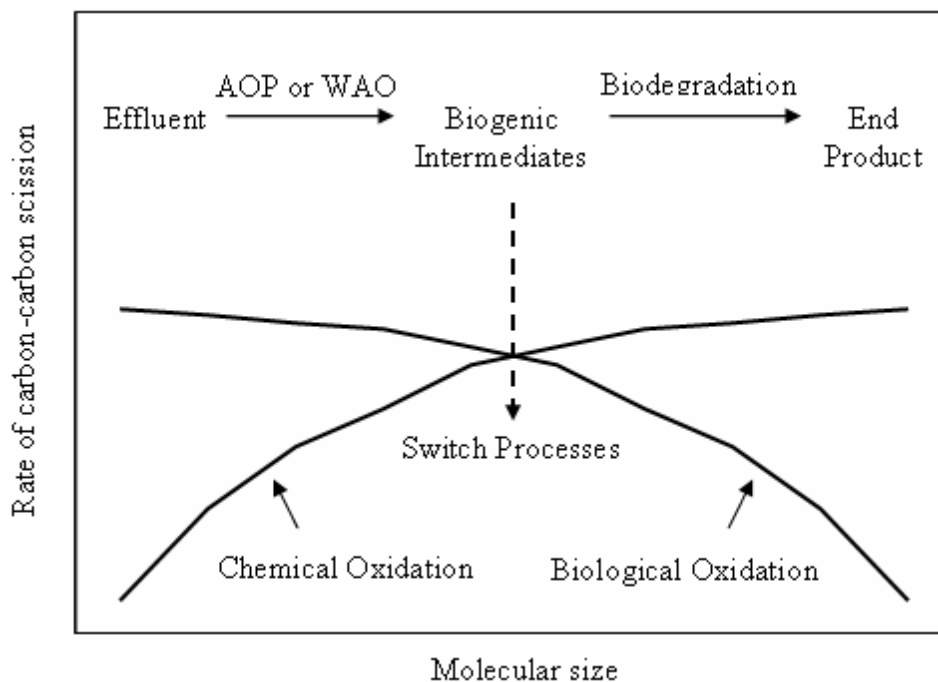 AOP or WAO
Biodegradation
Effluent
Biogenic
Intermediates
End
Product
Rate of carbon-carbon scission
Switch Processes
Chemical Oxidation
Biological Oxidation
Molecular size